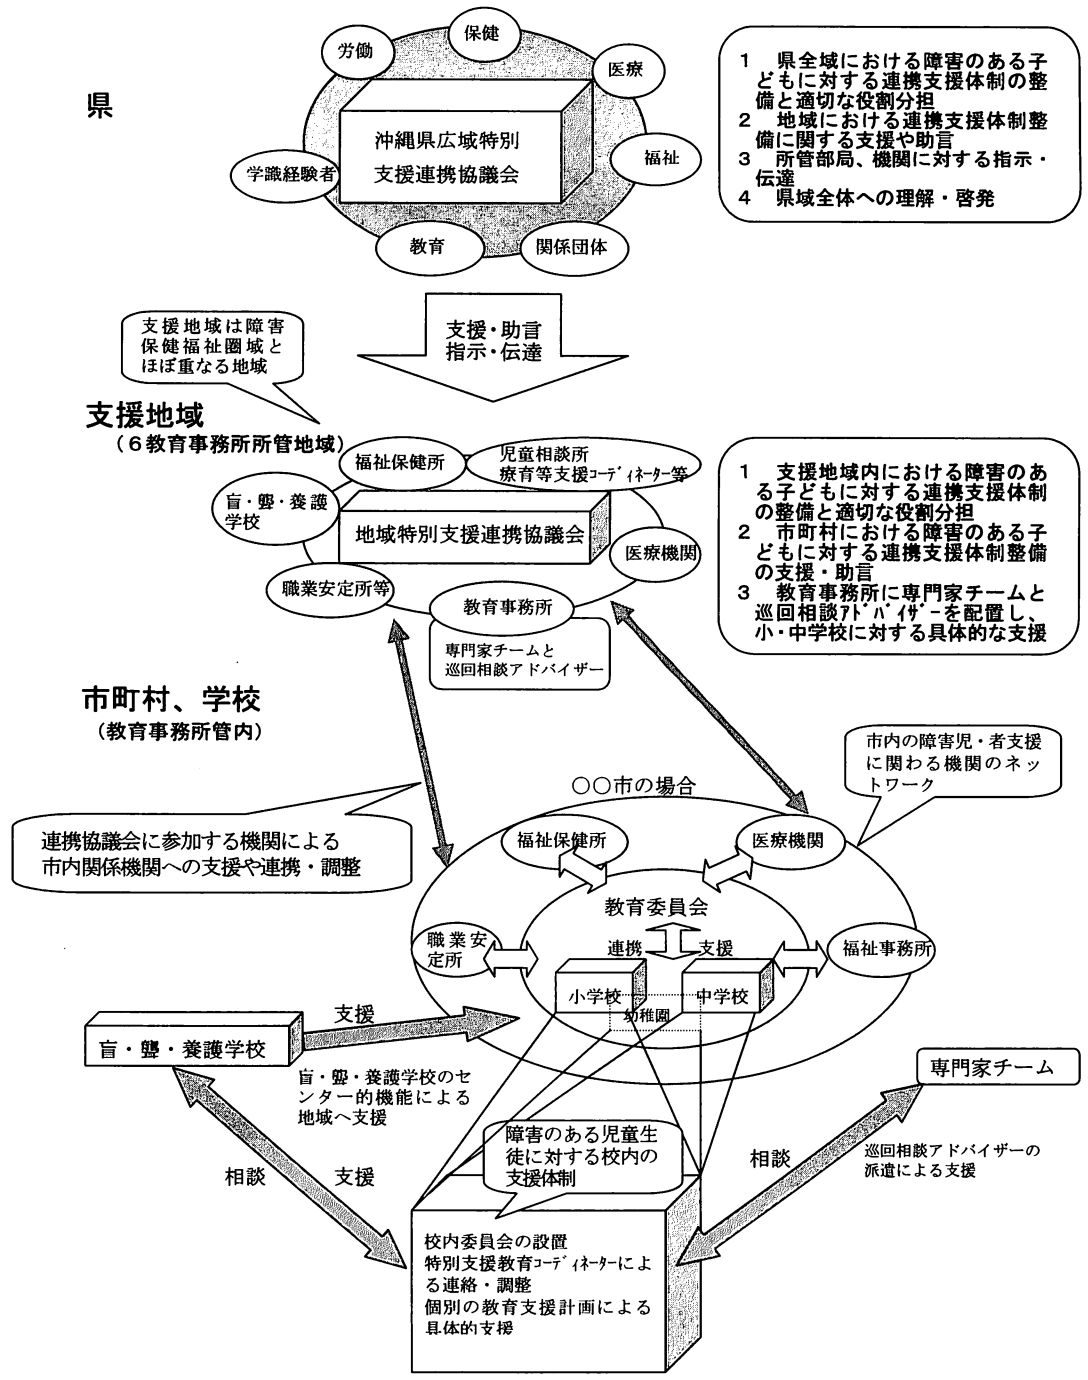 県
労働
保健
医療
沖縄県広域特別
支援連携協議会
学識経験者
福祉
教育
関係団体
1 県全域における障害のある子
どもに対する連携支援体制の整
備と適切な役割分担
2 地域における連携支援体制整
備に関する支援や助言
3 所管部局、機関に対する指示・
伝達
4 県域全体への理解・啓発
支援・助言
指示・伝達
支援地域は障害
保健福祉圏域と
ほぼ重なる地域
支援地域
(6教育事務所所管地域)
福祉保健所
児童相談所
療育等支援ｺｰﾃﾞｨﾈｰﾀｰ等
盲・聾・養護
学校
地域特別支援連携協議会
医療機関
職業安定所等
教育事務所
専門家チームと
巡回相談アドバイザー
1 支援地域内における障害のあ
る子どもに対する連携支援体制
の整備と適切な役割分担
2 市町村における障害のある子
どもに対する連携支援体制整備
の支援・助言
3 教育事務所に専門家チームと
巡回相談ｱﾄﾞﾊﾞｲｻﾞｰを配置し、
小・中学校に対する具体的な支援
市町村、学校
(教育事務所管内)
市内の障害児・者支援
に関わる機関のネッ
トワーク
〇〇市の場合
連携協議会に参加する機関による
市内関係機関への支援や連携・調整
福祉保健所
医療機関
教育委員会
職業安
定所
連携
支援
福祉事務所
小学校
中学校
幼稚園
支援
盲・聾・養護学校
盲・聾・養護学校のセ
ンター的機能による
地域へ支援
専門家チーム
障害のある児童生
徒に対する校内の
支援体制
相談
支援
相談
巡回相談アドバイザーの
派遣による支援
校内委員会の設置
特別支援教育ｺｰﾃﾞｨﾈｰﾀｰによ
る連絡・調整
個別の教育支援計画による
具体的支援